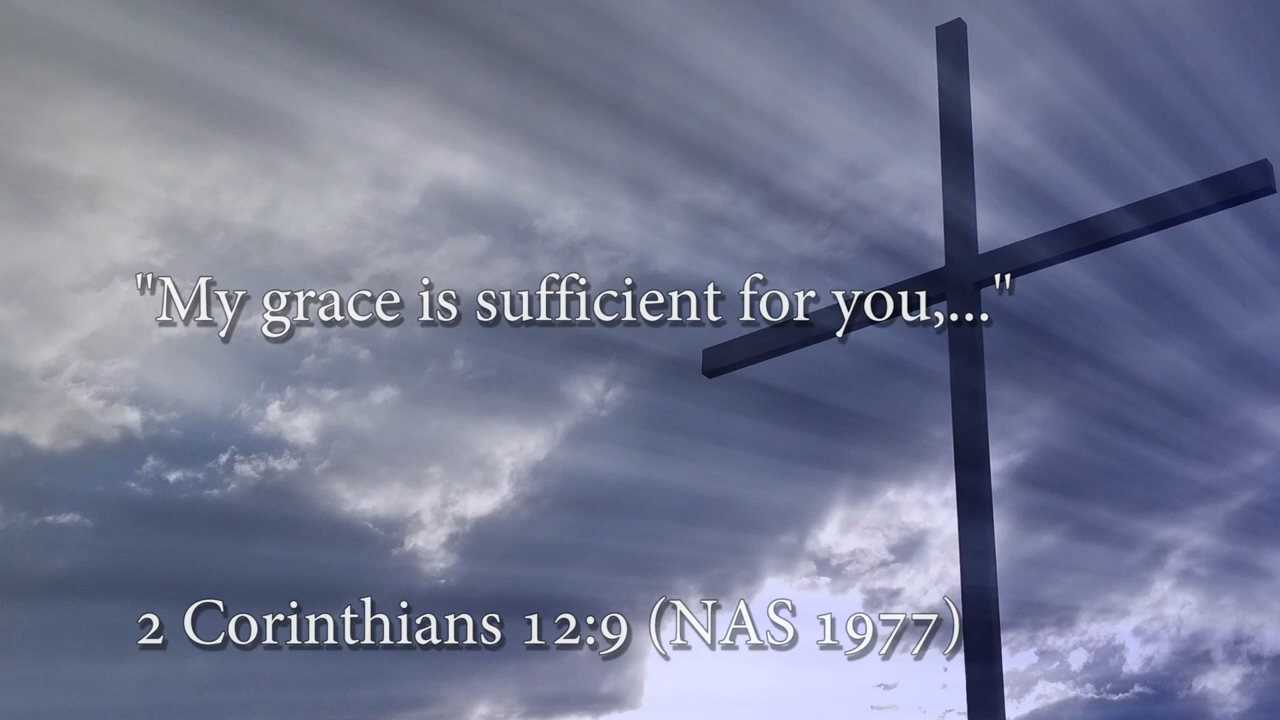 "My grace is sufficient for you,..."
2 Corinthians 12:9 (NAS 1977)